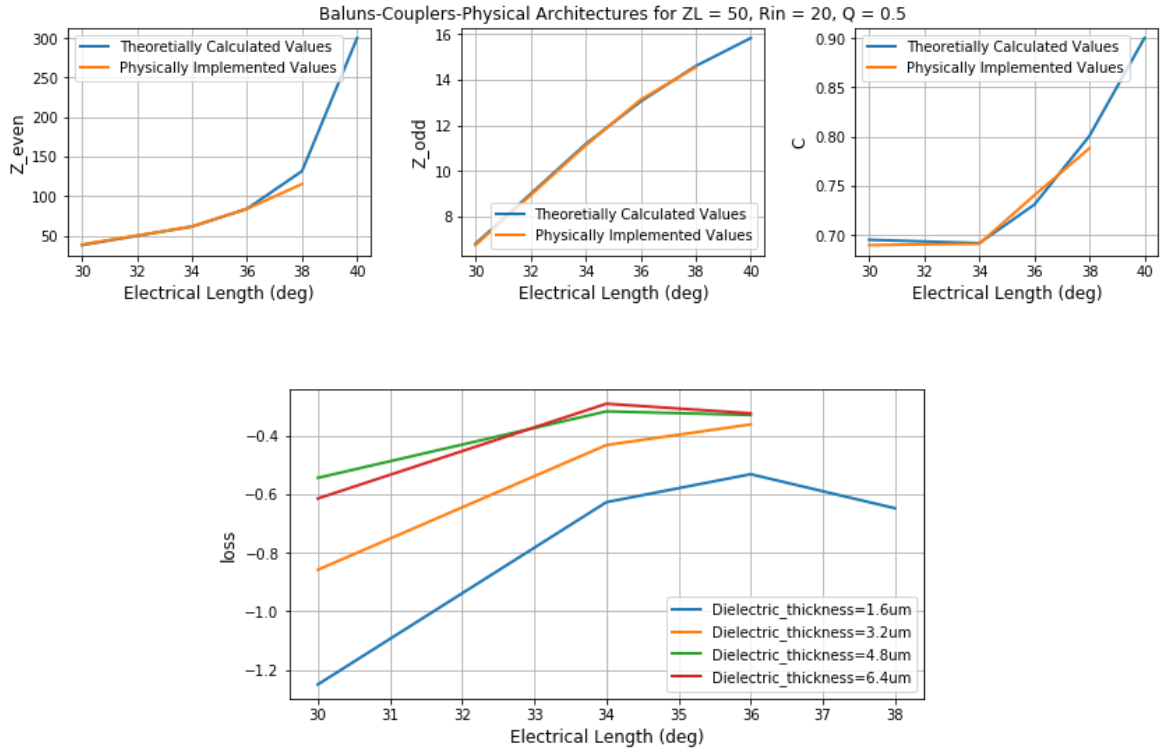 Baluns-Couplers-Physical Architectures for ZL = 50, Rin = 20, Q = 0.5
Z_even
300
250
200
150
100
50
Theoretially Calculated Values
Physically Implemented Values
30 32 34 36 38 40
Electrical Length (deg)
Z_odd
16
14
12
10
8
Theoretially Calculated Values
Physically Implemented Values
30 32 34 36 38 40
Electrical Length (deg)
C
0.90
0.85
0.80
0.75
0.70
Theoretially Calculated Values
Physically Implemented Values
30 32 34 36 38 40
Electrical Length (deg)
loss
−0.4
−0.6
−0.8
−1.0
−1.2
Dielectric_thickness=1.6um
Dielectric_thickness=3.2um
Dielectric_thickness=4.8um
Dielectric_thickness=6.4um
30 31 32 33 34 35 36 37 38
Electrical Length (deg)